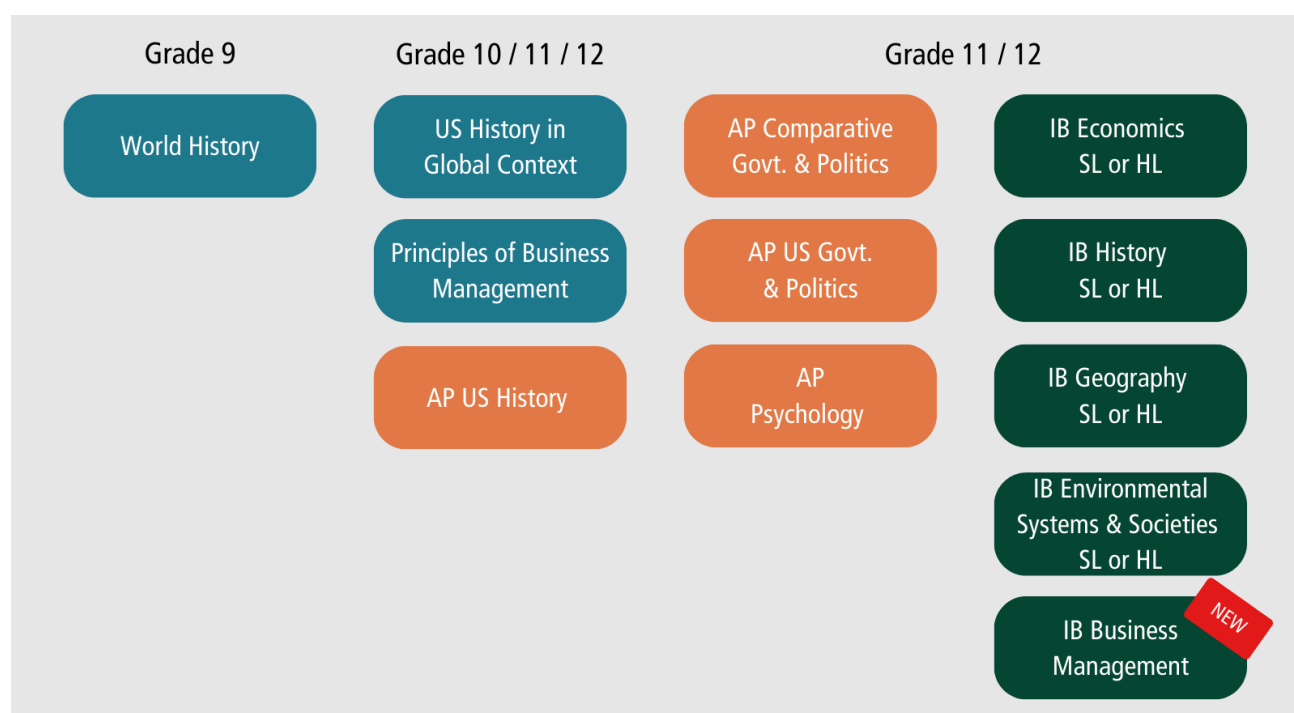 Grade 9
Grade 10 / 11 / 12
Grade 11 / 12
World History
US History in
Global Context
Principles of Business
Management
AP US History
AP Comparative
Govt. & Politics
AP US Govt.
& Politics
AP
Psychology
IB Economics
SL or HL
IB History
SL or HL
IB Geography
SL or HL
IB Environmental
Systems & Societies
SL or HL
NEW
IB Business
Management